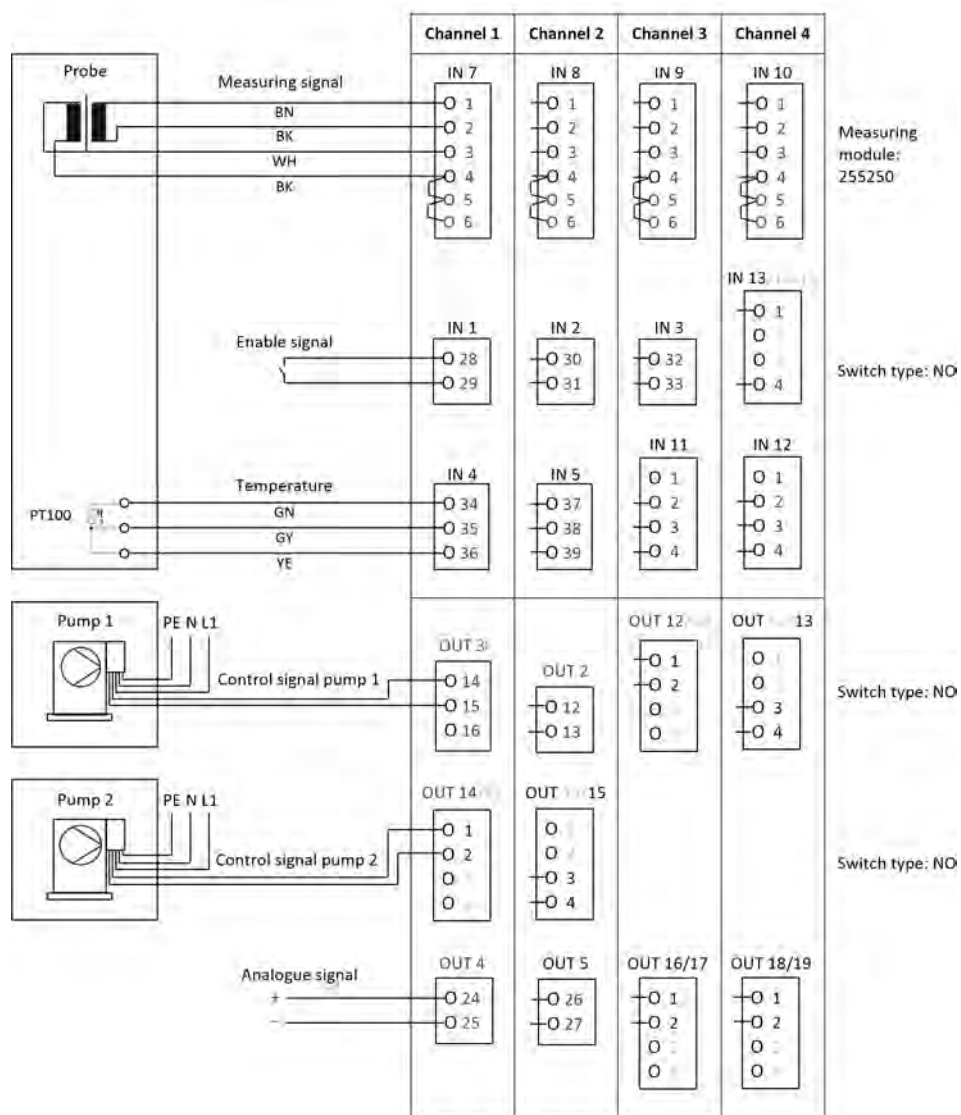 Channel 1 Channel 2 Channel 3 Channel 4
Probe
Measuring signal
BN
BK
WH
BK
IN 7
1
2
3
4
5
6
IN 8
1
2
3
4
5
6
IN 9
1
2
3
4
5
6
IN 10
1
2
3
4
5
6
Measuring
module:
255250
Enable signal
IN 1
28
29
IN 2
30
31
IN 3
32
33
IN 13
1
4
Switch type: NO
PT100
Temperature
GN
GY
YE
IN 4
34
35
36
IN 5
37
38
39
IN 11
1
2
3
4
IN 12
1
2
3
4
Pump 1
PE N L1
Control signal pump 1
OUT 3
14
15
16
OUT 2
12
13
OUT 12
1
2
OUT 13
3
4
Switch type: NO
Pump 2
PE N L1
Control signal pump 2
OUT 14
1
2
OUT 15
3
4
Switch type: NO
Analogue signal
+
−
OUT 4
24
25
OUT 5
26
27
OUT 16/17
1
2
OUT 18/19
1
2